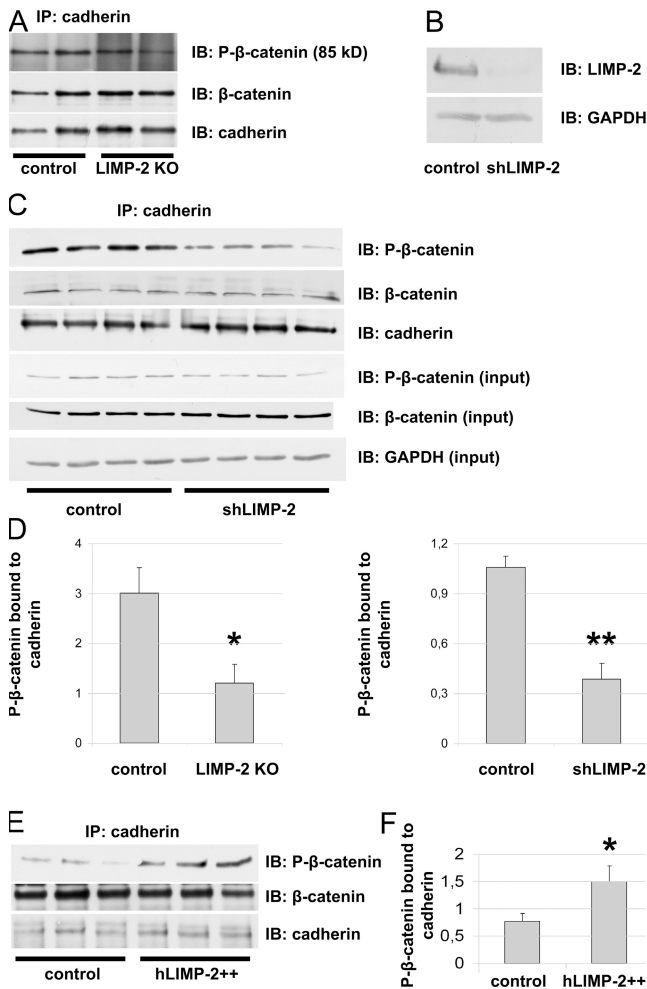 A
IP: cadherin
IB: P-β-catenin (85 kD)
IB: β-catenin
IB: cadherin
control
LIMP-2 KO
B
IB: LIMP-2
IB: GAPDH
control shLIMP-2
C
IP: cadherin
IB: P-β-catenin
IB: β-catenin
IB: cadherin
IB: P-β-catenin (input)
IB: β-catenin (input)
IB: GAPDH (input)
control
shLIMP-2
D
P-β-catenin bound to
cadherin
4
3
2
1
0
*
control
LIMP-2 KO
P-β-catenin bound to
cadherin
1,2
0,9
0,6
0,3
0
**
control
shLIMP-2
E
IP: cadherin
IB: P-β-catenin
IB: β-catenin
IB: cadherin
control
hLIMP-2++
F
P-β-catenin bound to
cadherin
2
1,5
1
0,5
0
*
control
hLIMP-2++